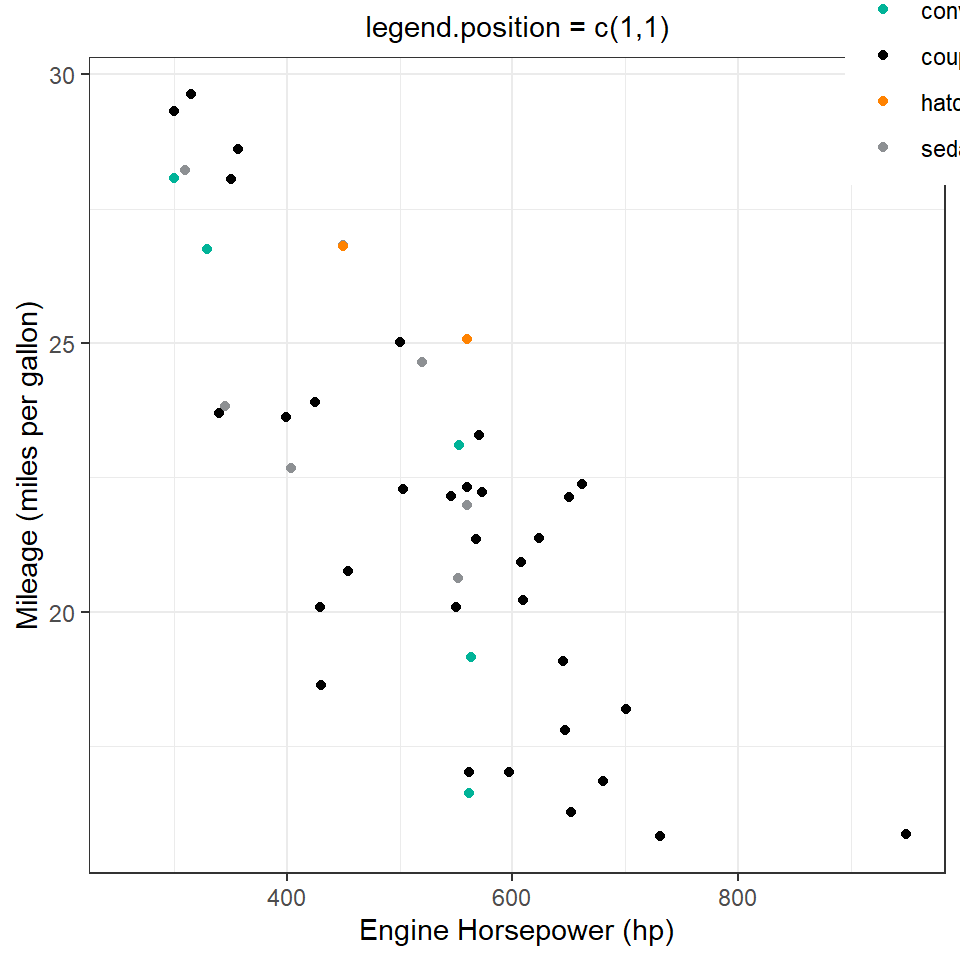 legend.position = c(1,1)
30
25
20
Mileage (miles per gallon)
400 600 800
Engine Horsepower (hp)